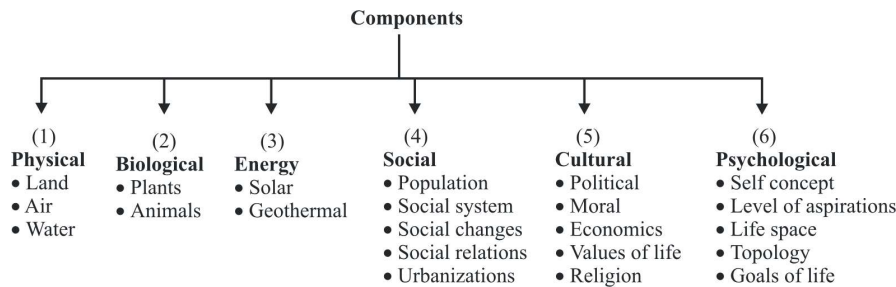 Components
(1)
Physical
• Land
• Air
• Water
(2)
Biological
• Plants
• Animals
(3)
Energy
• Solar
• Geothermal
(4)
Social
• Population
• Social system
• Social changes
• Social relations
• Urbanizations
(5)
Cultural
• Political
• Moral
• Economics
• Values of life
• Religion
(6)
Psychological
• Self concept
• Level of aspirations
• Life space
• Topology
• Goals of life